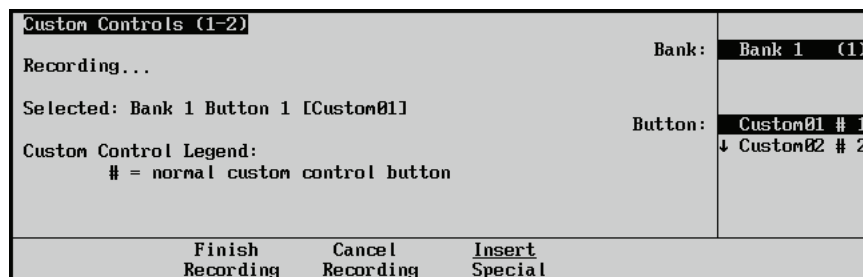 Custom Controls (1-2)
Bank: Bank 1 (1)
Recording...
Selected: Bank 1 Button 1 [Custom01]
Button: Custom01 # 1
Custom Control Legend: ↓ Custom02 # 2
# = normal custom control button
Finish Cancel Insert
Recording Recording Special